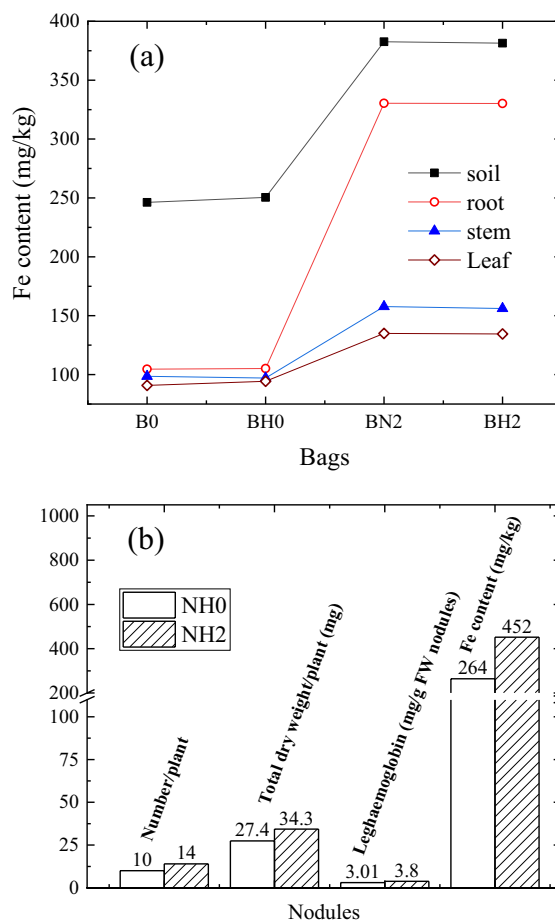 (a)
400
350
300
250
200
150
100
Fe content (mg/kg)
soil
root
stem
Leaf
B0 BH0 BN2 BH2
Bags
(b)
1000
800
600
400
200
100
75
50
25
0
NH0
NH2
Number/plant
Total dry weight/plant (mg)
Leghaemoglobin (mg/g FW nodules)
Fe content (mg/kg)
10 14
27.4 34.3
3.01 3.8
264 452
Nodules